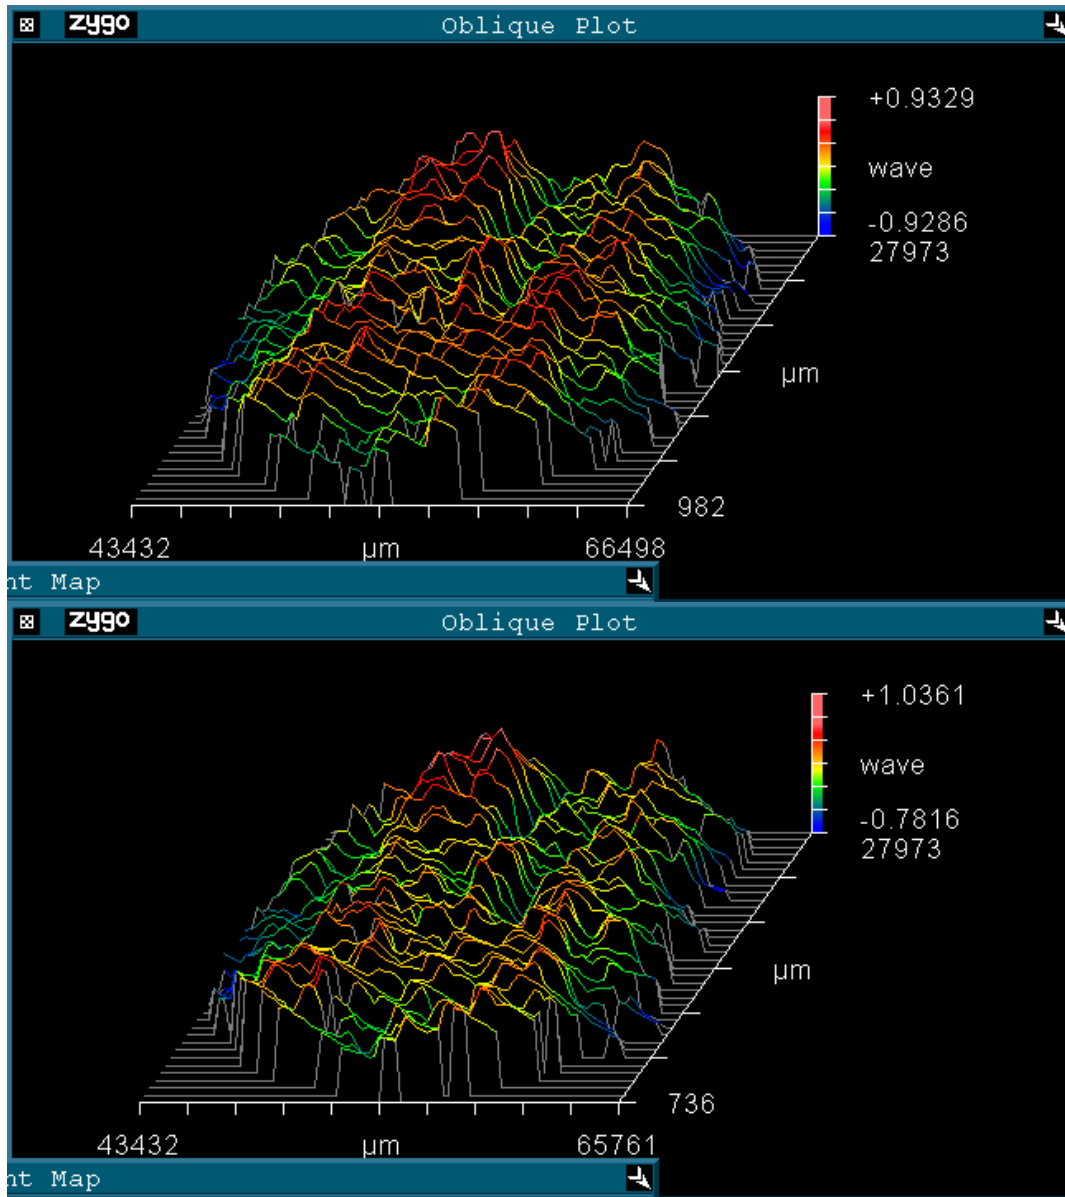 zygo Oblique Plot
+0.9329
wave
-0.9286
27973
µm
982
43432 µm 66498
nt Map
zygo Oblique Plot
+1.0361
wave
-0.7816
27973
µm
736
43432 µm 65761
nt Map